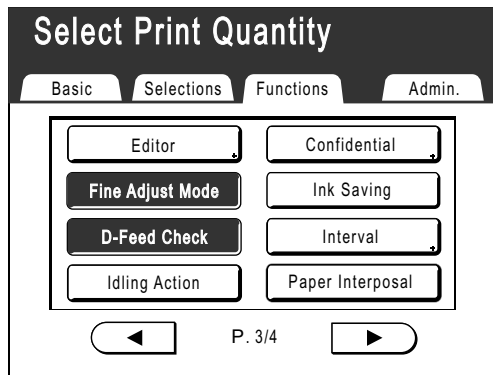 Select Print Quantity
Basic Selections Functions Admin.
Editor Confidential
Fine Adjust Mode Ink Saving
D-Feed Check Interval
Idling Action Paper Interposal
P. 3/4